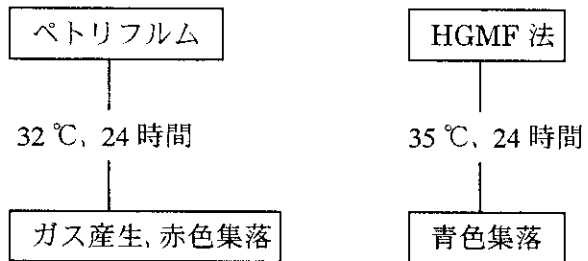 ペトリフルム
HGMF 法
32 ℃, 24 時間
35 ℃, 24 時間
ガス産生, 赤色集落
青色集落